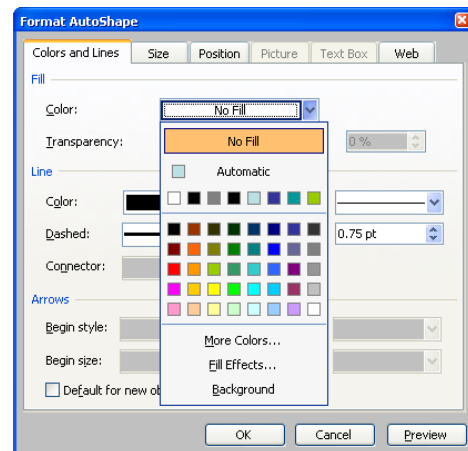 Format AutoShape
Colors and Lines Size Position Picture Text Box Web
Fill
Color: No Fill
Transparency: No Fill 0 %
Automatic
Line
Color:
Dashed: 0.75 pt
Connector:
Arrows
Begin style:
More Colors...
Begin size: Fill Effects...
Default for new ob Background
OK Cancel Preview